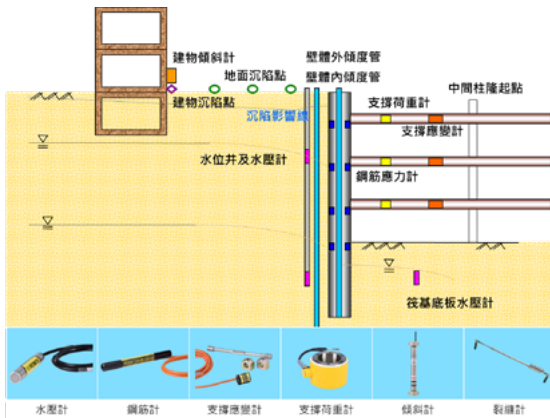 建物傾斜計
地面沉陷點
壁體外傾度管
壁體內傾度管
中間柱隆起點
建物沉陷點
沉陷影響線
支撐荷重計
支撐應變計
水位井及水壓計
鋼筋應力計
筏基底板水壓計
水壓計
鋼筋計
支撐應變計
支撐荷重計
傾斜計
裂縫計